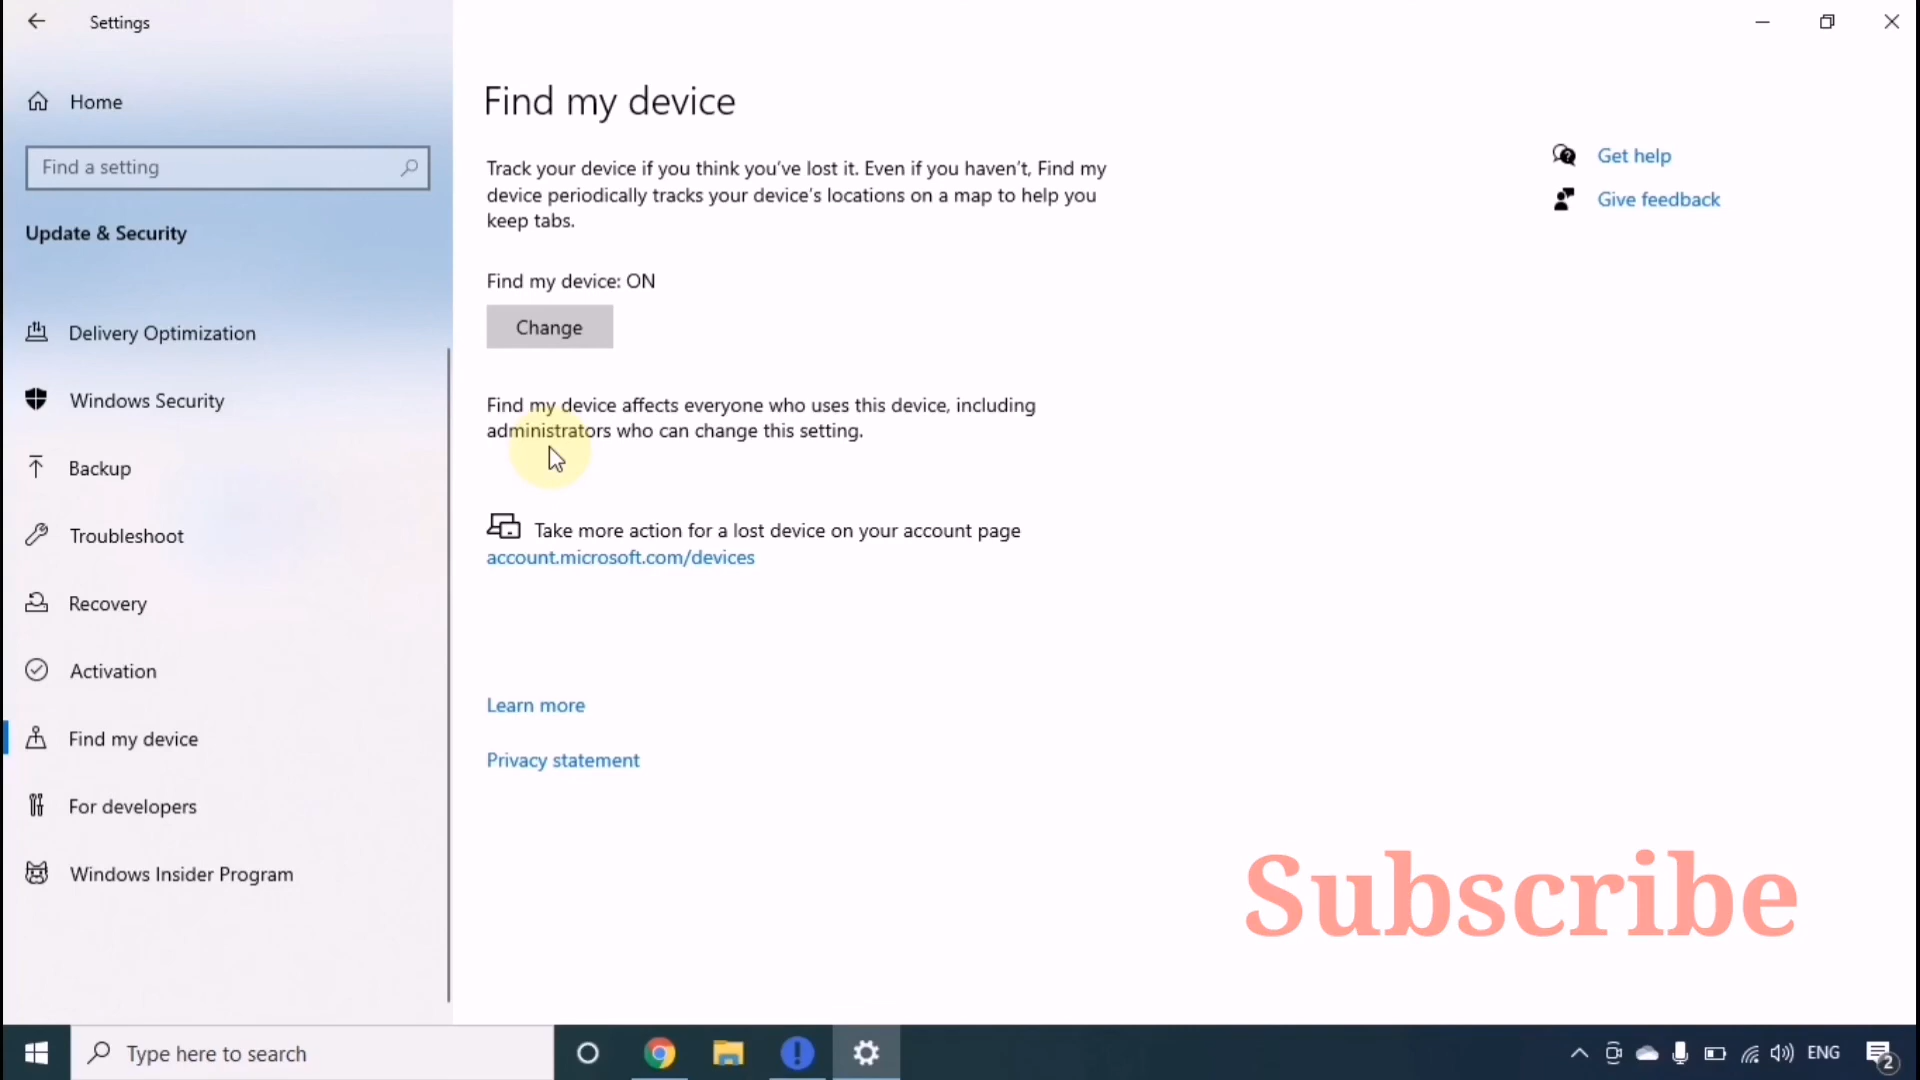 Settings
Home
Find a setting
Update & Security
Delivery Optimization
Windows Security
Backup
Troubleshoot
Recovery
Activation
Find my device
For developers
Windows Insider Program
Find my device
Track your device if you think you've lost it. Even if you haven't, Find my
device periodically tracks your device's locations on a map to help you
keep tabs.
Find my device: ON
Change
Find my device affects everyone who uses this device, including
administrators who can change this setting.
Take more action for a lost device on your account page
account.microsoft.com/devices
Learn more
Privacy statement
Get help
Give feedback
Subscribe
Type here to search
ENG
2